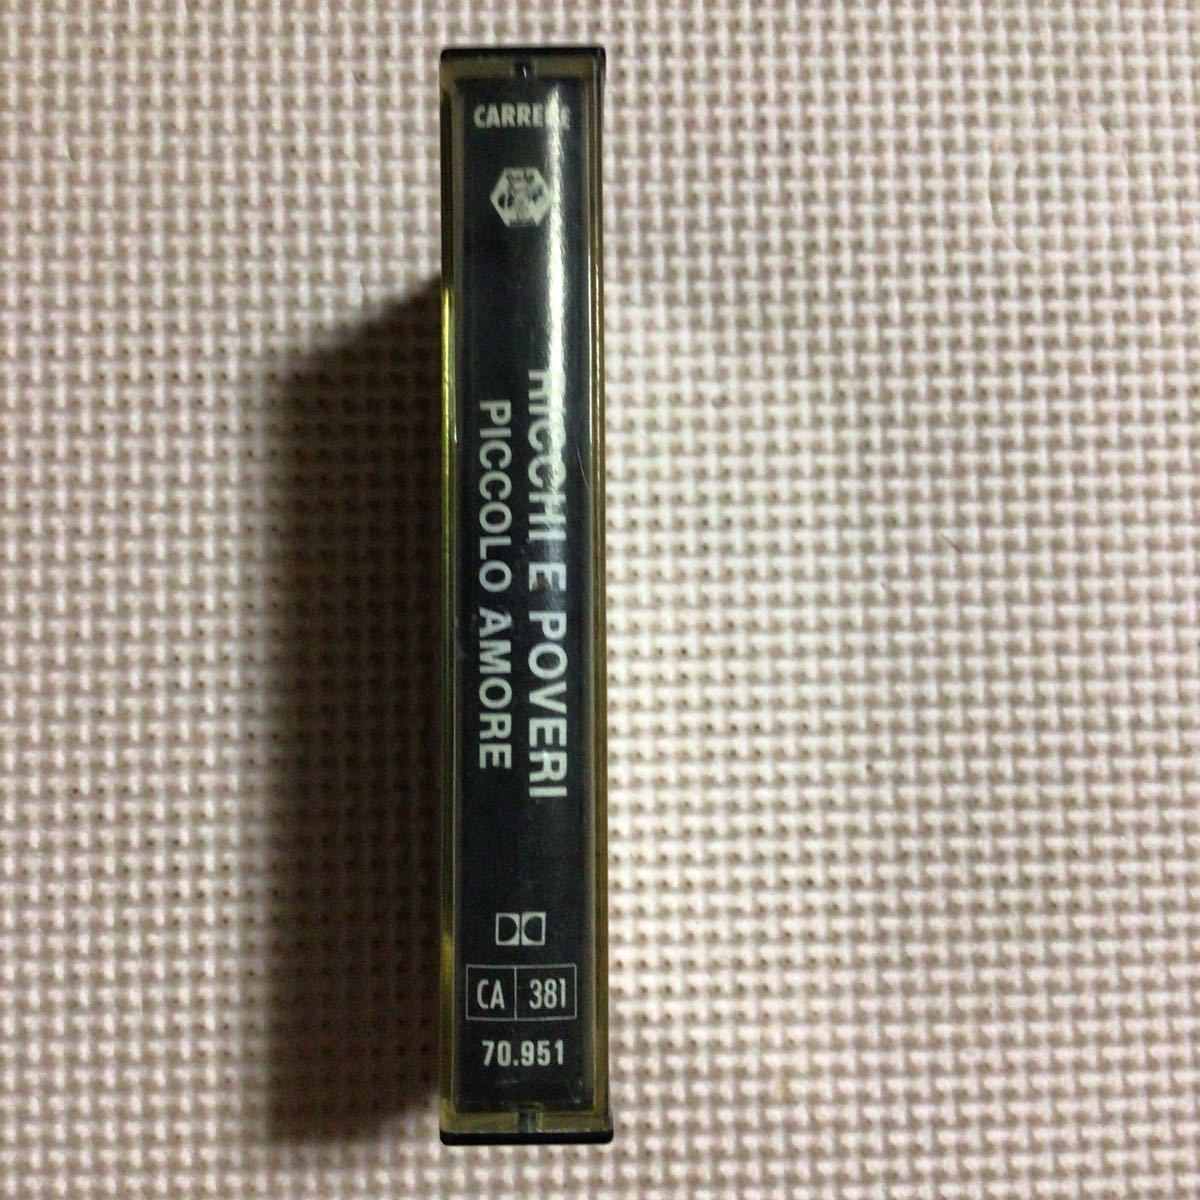 CARRERE
RICCHI E POVERI
PICCOLO AMORE
CA 381
70.951